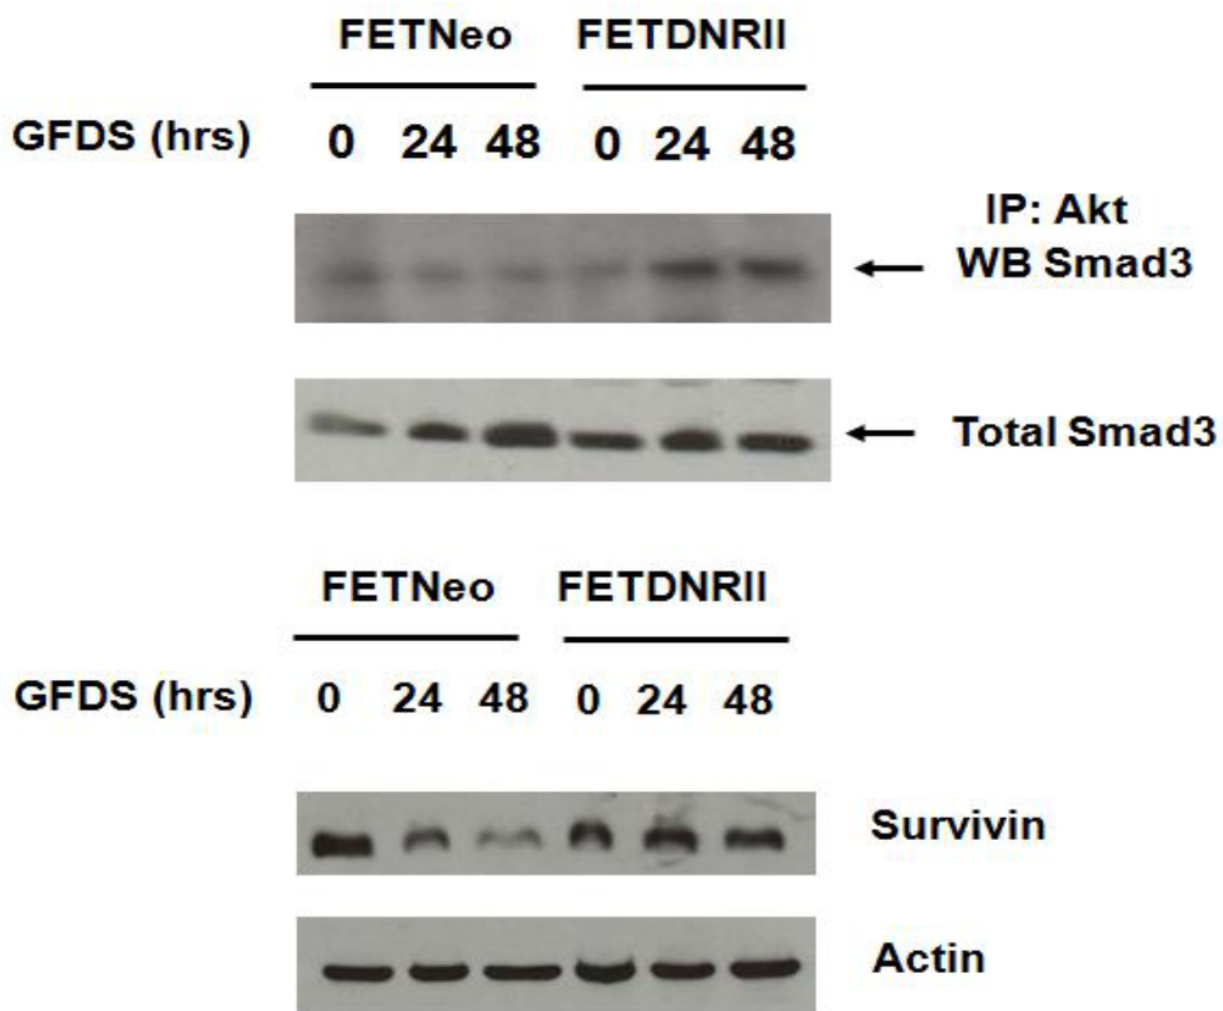 FETNeo FETDNRII
GFDS (hrs) 0 24 48 0 24 48
IP: Akt
WB Smad3
Total Smad3
FETNeo FETDNRII
GFDS (hrs) 0 24 48 0 24 48
Survivin
Actin